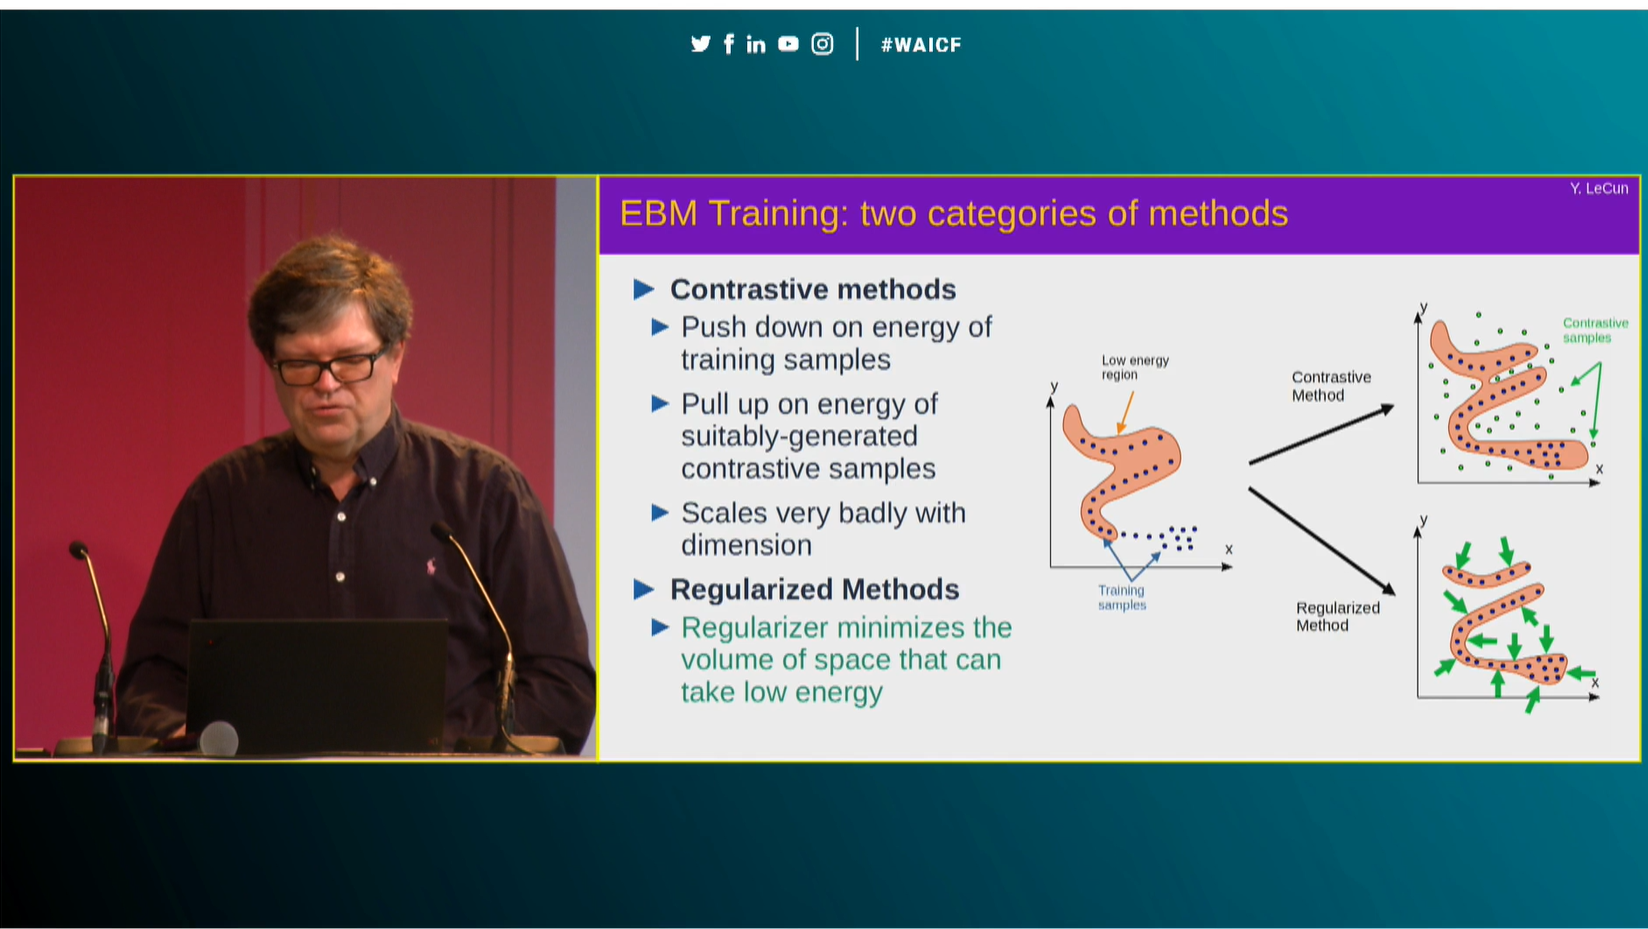 #WAICF
Y. LeCun
EBM Training: two categories of methods
Contrastive methods
Push down on energy of
training samples
Pull up on energy of
suitably-generated
contrastive samples
Scales very badly with
dimension
Regularized Methods
Regularizer minimizes the
volume of space that can
take low energy
Low energy
region
y
x
Training
samples
Contrastive
Method
y
Contrastive
samples
x
Regularized
Method
y
x